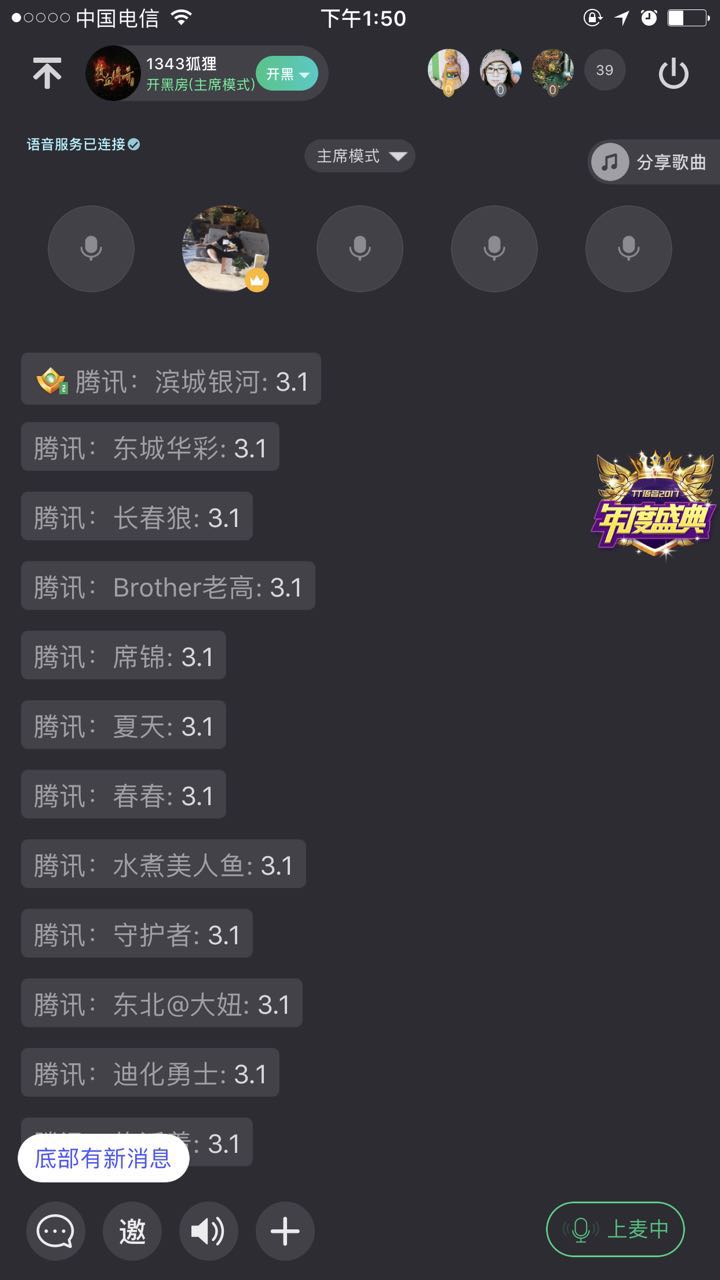 中国电信
下午1:50
1343狐狸
开黑房(主席模式)
开黑
0
0
0
39
语音服务已连接
主席模式
分享歌曲
腾讯：滨城银河: 3.1
腾讯：东城华彩: 3.1
TT语音2017
年度盛典
腾讯：长春狼: 3.1
腾讯：Brother老高: 3.1
腾讯：席锦: 3.1
腾讯：夏天: 3.1
腾讯：春春: 3.1
腾讯：水煮美人鱼: 3.1
腾讯：守护者: 3.1
腾讯：东北@大妞: 3.1
腾讯：迪化勇士: 3.1
: 3.1
底部有新消息
邀
上麦中